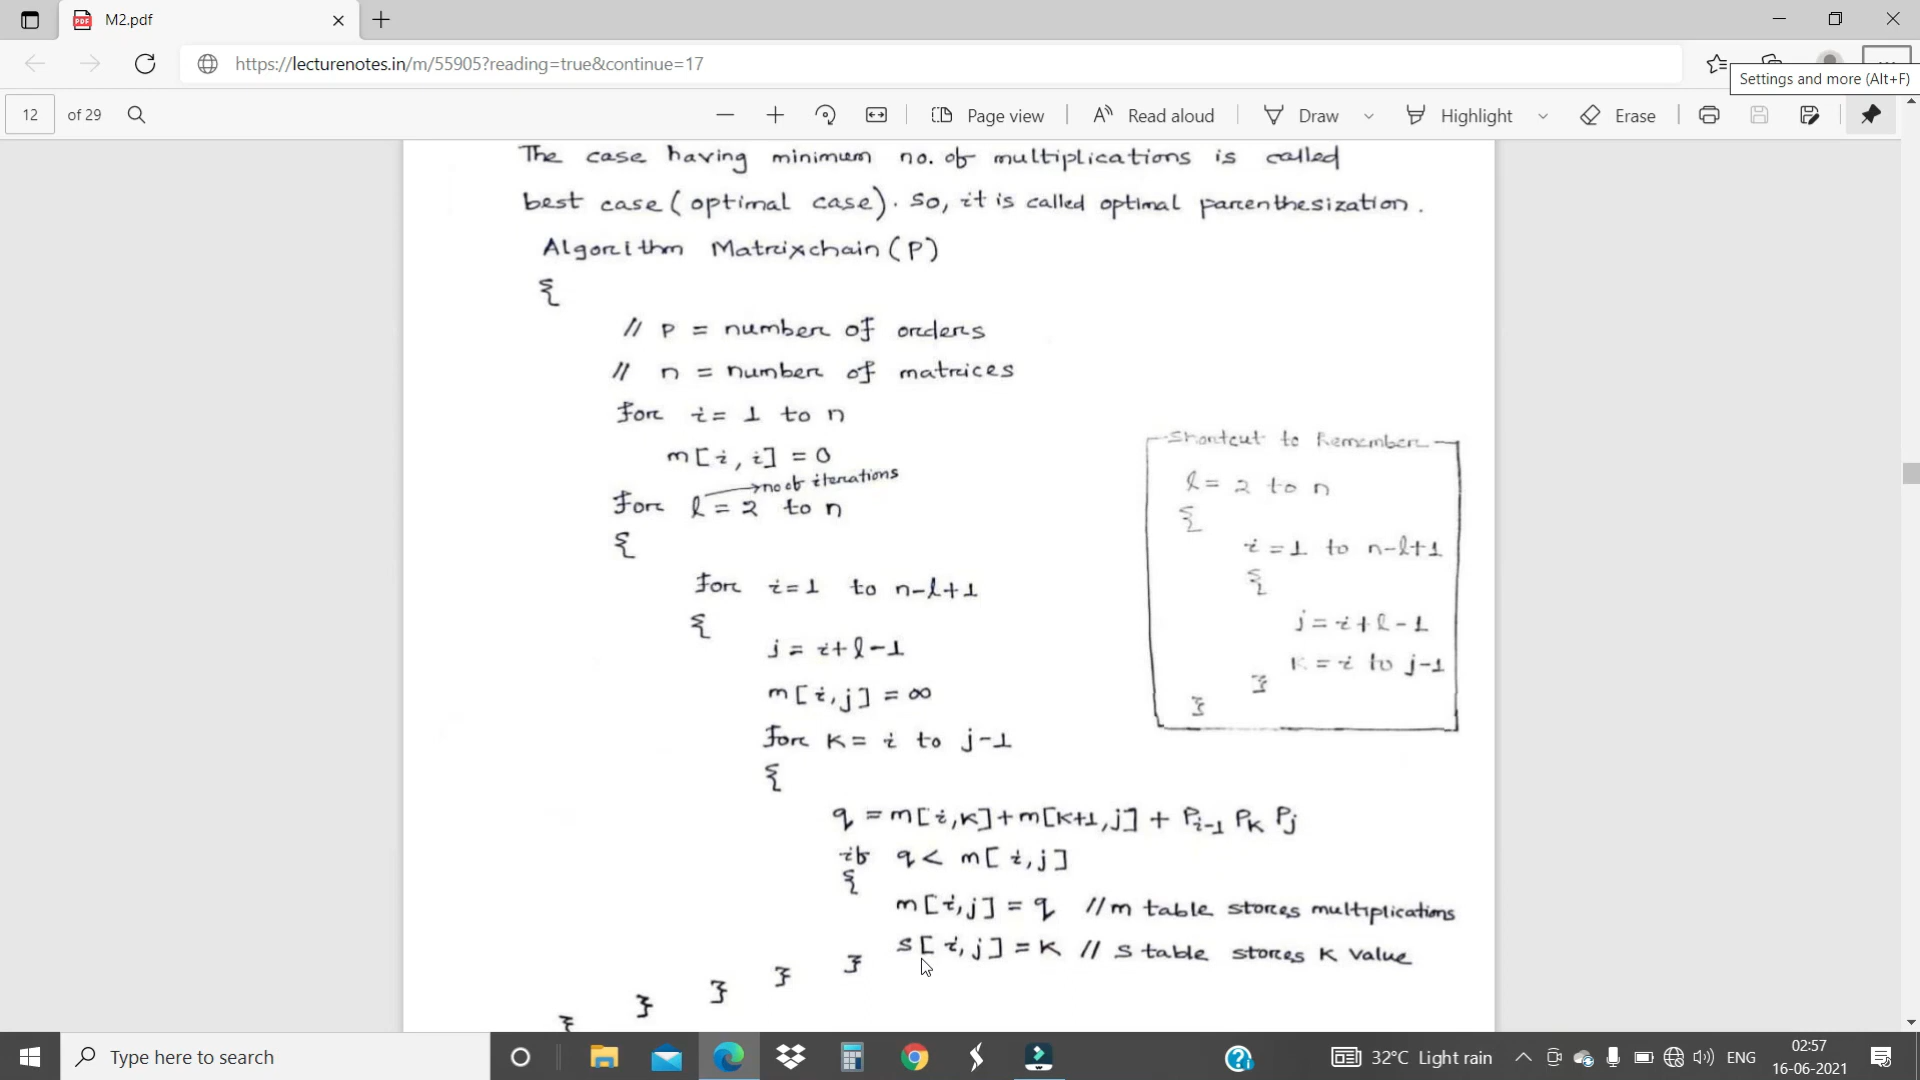 M2.pdf
https://lecturenotes.in/m/55905?reading=true&continue=17
Settings and more (Alt+F)
12 of 29
Page view
Read aloud
Draw
Highlight
Erase
The case having minimum no. of multiplications is called
best case (optimal case). So, it is called optimal parenthesization.
Algorithm Matrixchain (P)
{
// P = number of orders
// n = number of matrices
for i = 1 to n
m[i, i] = 0
→ no of iterations
for l = 2 to n
{
for i = 1 to n-l+1
{
j = i+l-1
m[i,j] = ∞
for k = i to j-1
{
q = m[i,k]+m[k+1,j] + Pi-1 Pk Pj
if q < m[i,j]
{
m[i,j] = q //m table stores multiplications
s[i,j] = k // s table stores k value
}
}
}
}
}
Shortcut to Remember
l = 2 to n
{
i = 1 to n-l+1
{
j = i+l-1
k = i to j-1
}
}
Type here to search
32°C Light rain
ENG
02:57
16-06-2021